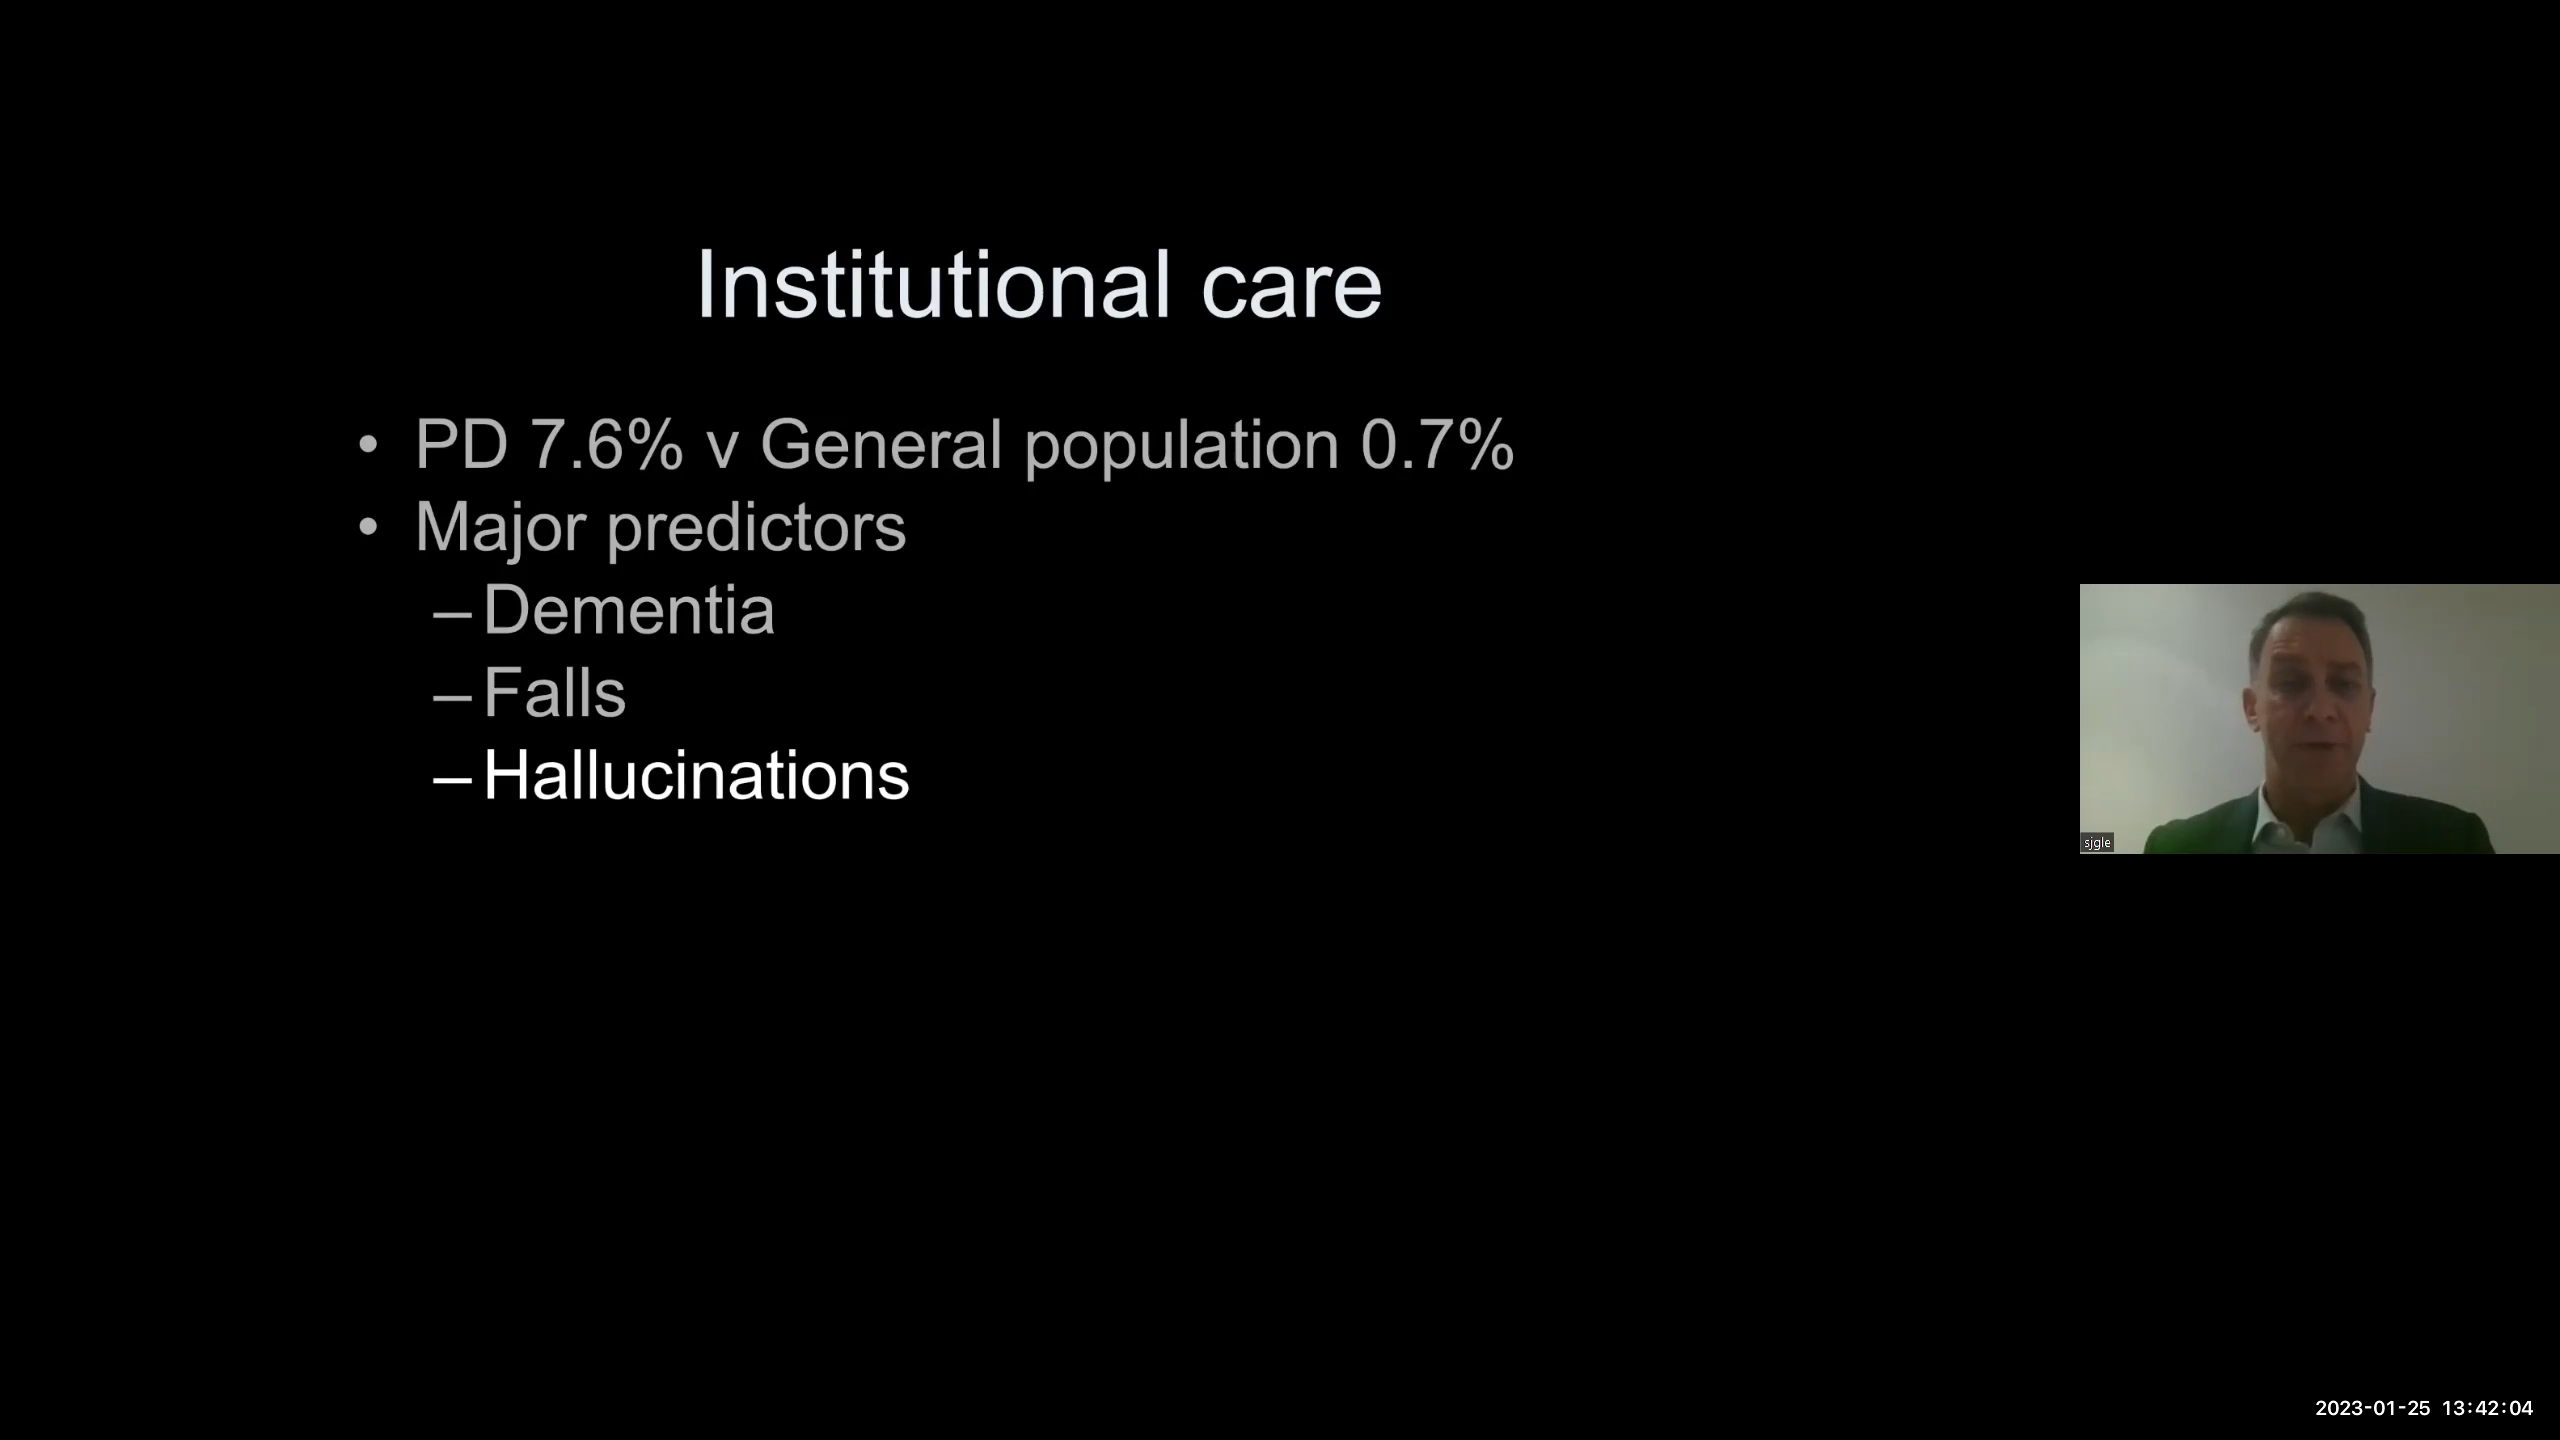 Institutional care
• PD 7.6% v General population 0.7%
• Major predictors
– Dementia
– Falls
– Hallucinations
sjgle
2023-01-25 13:42:04